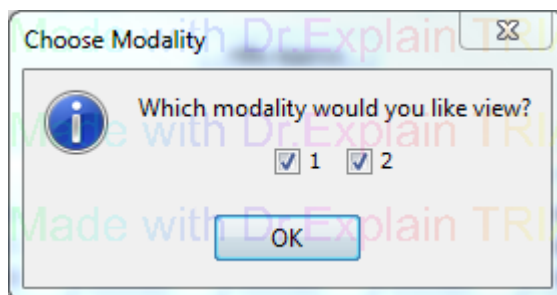 Choose Modality
Which modality would you like view?
1 2
OK
Made with Dr.Explain TRI
Made with Dr.Explain TRI
Made with Dr.Explain TRI